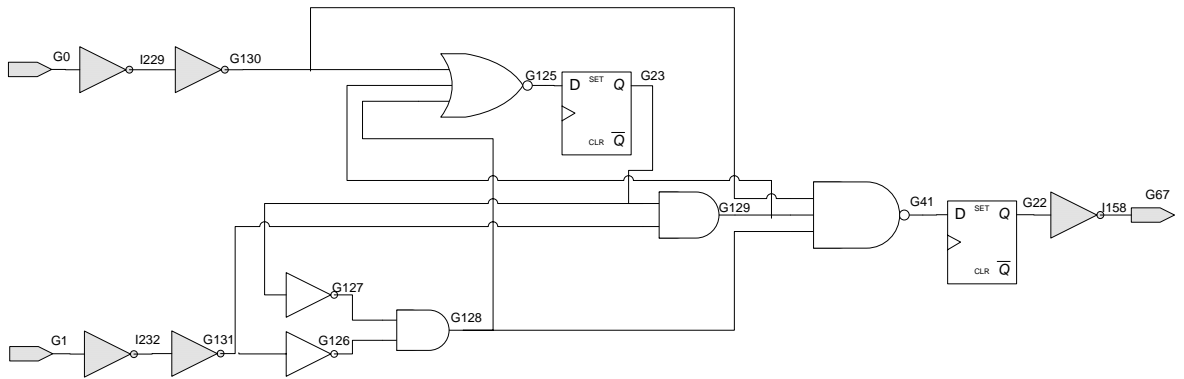 G0
I229
G130
G125
D
SET
Q
CLR
Q
G23
G129
G41
D
SET
Q
CLR
Q
G22
I158
G67
G127
G128
G1
I232
G131
G126